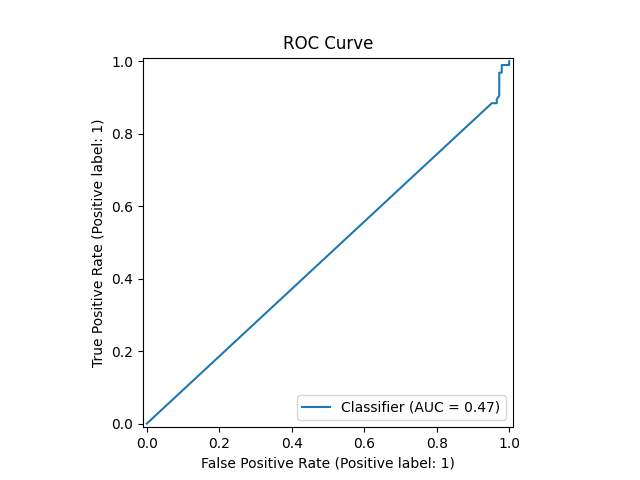 ROC Curve
1.0
0.8
0.6
0.4
0.2
0.0
True Positive Rate (Positive label: 1)
Classifier (AUC = 0.47)
0.0 0.2 0.4 0.6 0.8 1.0
False Positive Rate (Positive label: 1)